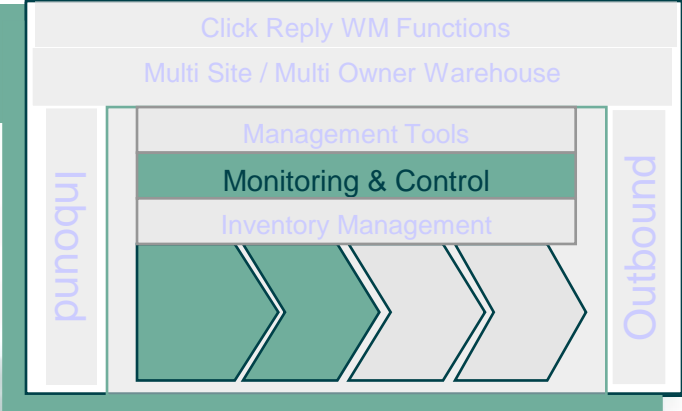 Click Reply WM Functions
Multi Site / Multi Owner Warehouse
Management Tools
Monitoring & Control
Inventory Management
Inbound
Outbound